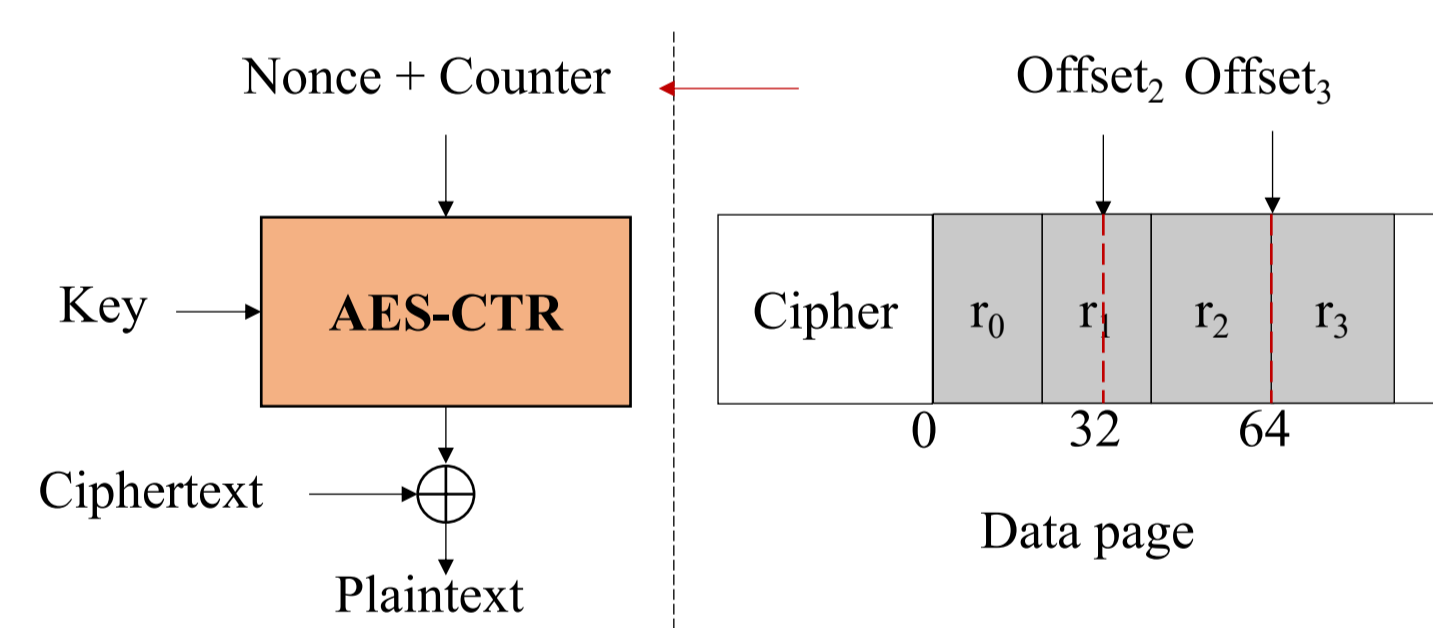 Nonce + Counter
Key
AES-CTR
Ciphertext
Plaintext
Offset₂ Offset₃
Cipher r₀ r₁ r₂ r₃
0 32 64
Data page